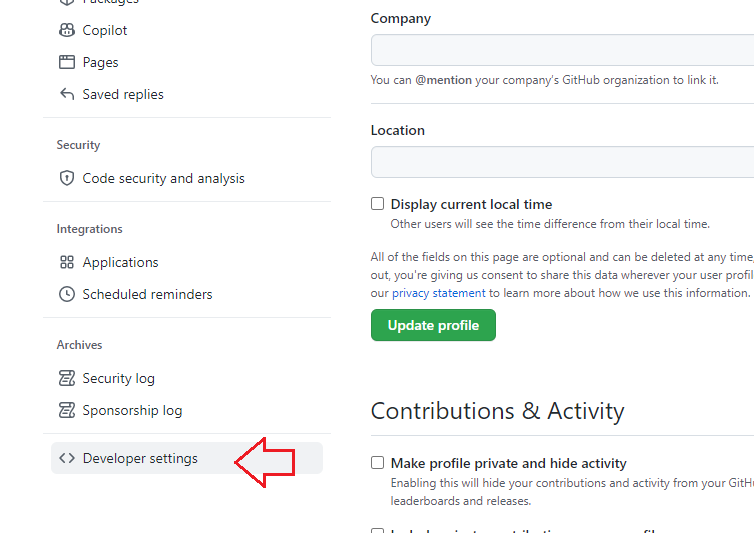 Packages
Copilot
Pages
Saved replies
Security
Code security and analysis
Integrations
Applications
Scheduled reminders
Archives
Security log
Sponsorship log
Developer settings
Company
You can @mention your company's GitHub organization to link it.
Location
Display current local time
Other users will see the time difference from their local time.
All of the fields on this page are optional and can be deleted at any time,
out, you're giving us consent to share this data wherever your user profil
our privacy statement to learn more about how we use this information.
Update profile
Contributions & Activity
Make profile private and hide activity
Enabling this will hide your contributions and activity from your GitH
leaderboards and releases.